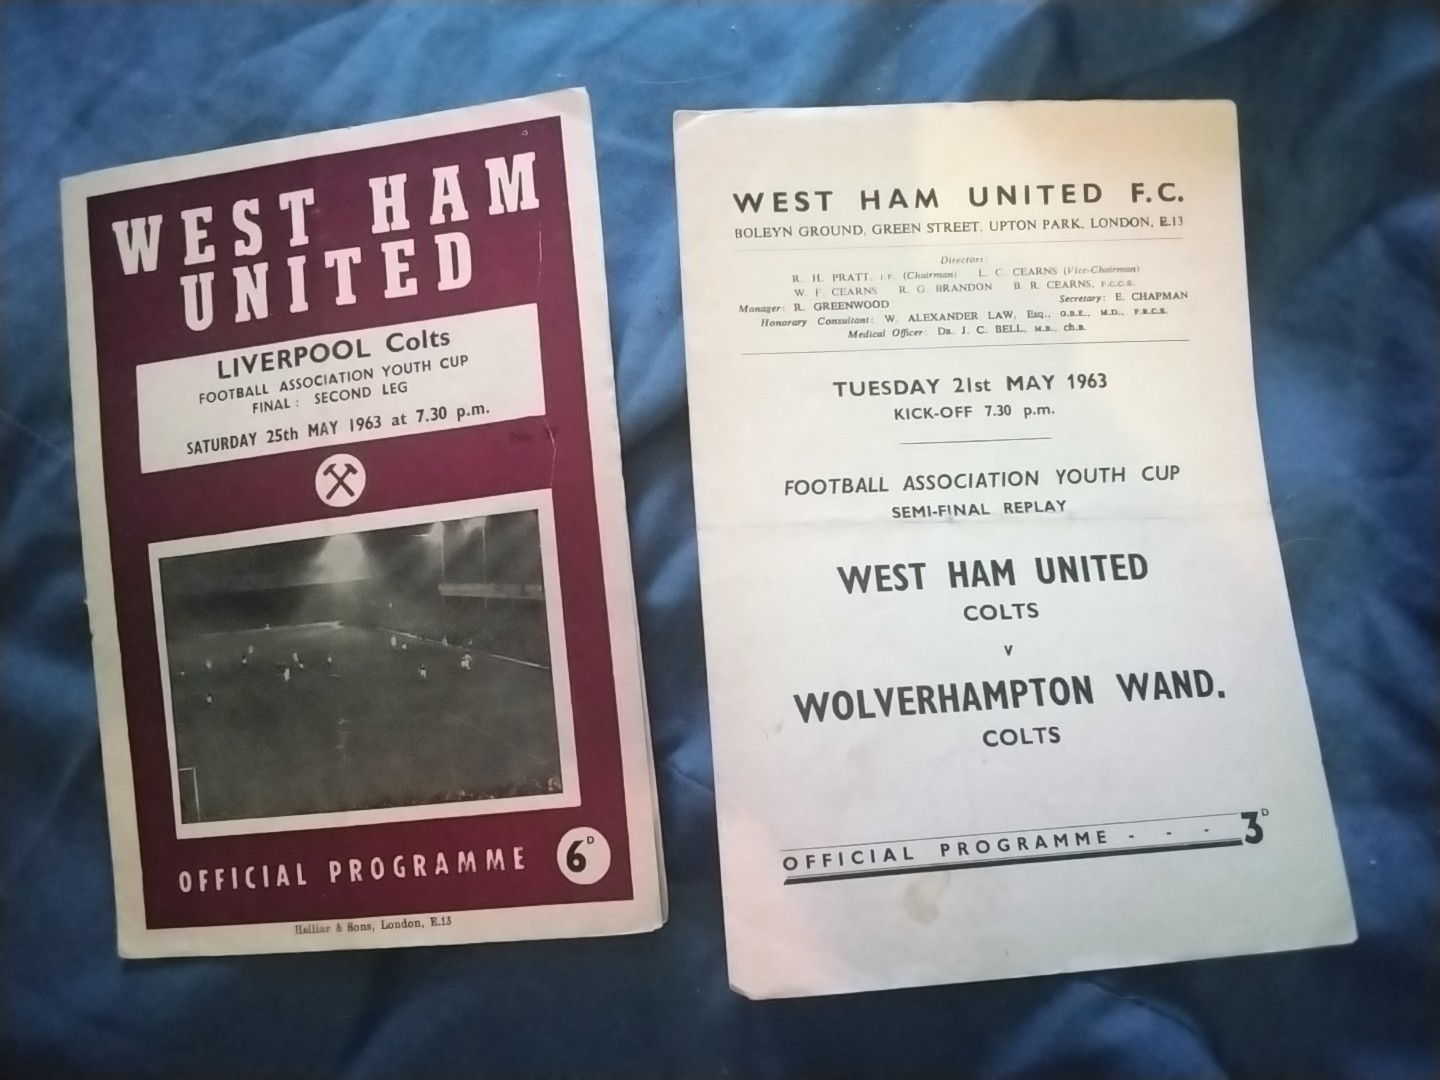 WEST HAM
UNITED
LIVERPOOL Colts
FOOTBALL ASSOCIATION YOUTH CUP
FINAL: SECOND LEG
SATURDAY 25th MAY 1963 at 7.30 p.m.
OFFICIAL PROGRAMME 6D
Helliar & Sons, London, E.13
WEST HAM UNITED F.C.
BOLEYN GROUND, GREEN STREET, UPTON PARK, LONDON, E.13
Directors:
R. H. PRATT, J.P. (Chairman) L. C. CEARNS (Vice-Chairman)
W. F. CEARNS R. G. BRANDON B. R. CEARNS, F.C.C.S.
Manager: R. GREENWOOD Secretary: E. CHAPMAN
Honorary Consultant: W. ALEXANDER LAW, Esq., O.B.E., M.D., F.R.C.S.
Medical Officer: DR. J. C. BELL, M.B., Ch.B.
TUESDAY 21st MAY 1963
KICK-OFF 7.30 p.m.
FOOTBALL ASSOCIATION YOUTH CUP
SEMI-FINAL REPLAY
WEST HAM UNITED
COLTS
v
WOLVERHAMPTON WAND.
COLTS
OFFICIAL PROGRAMME - - - 3D